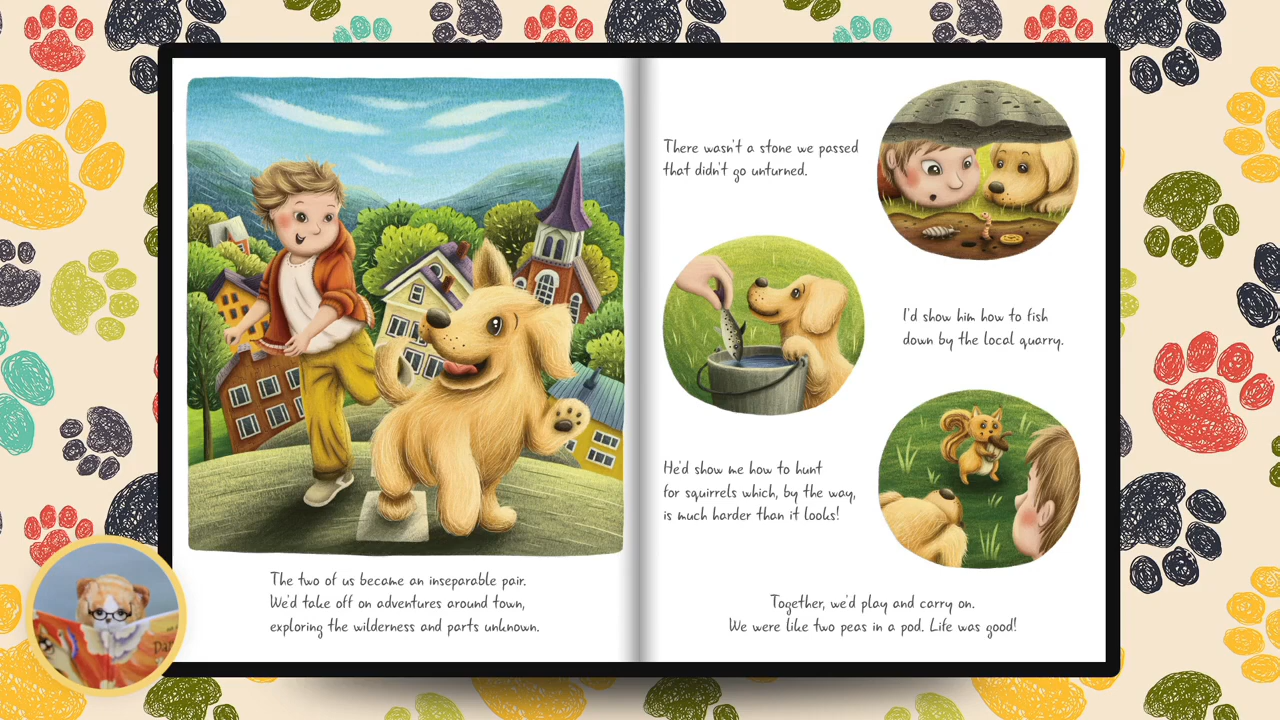 The two of us became an inseparable pair.
We'd take off on adventures around town,
exploring the wilderness and parts unknown.
There wasn't a stone we passed
that didn't go unturned.
I'd show him how to fish
down by the local quarry.
He'd show me how to hunt
for squirrels which, by the way,
is much harder than it looks!
Together, we'd play and carry on.
We were like two peas in a pod. Life was good!